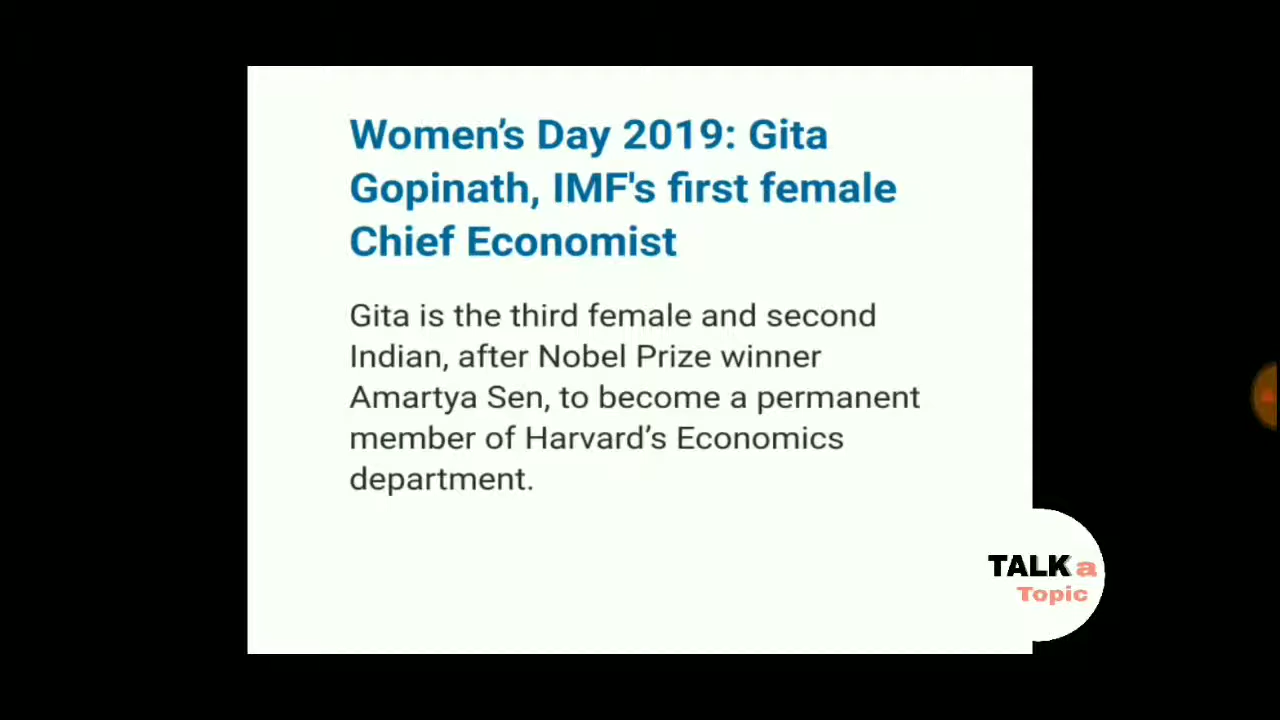 Women’s Day 2019: Gita
Gopinath, IMF's first female
Chief Economist
Gita is the third female and second
Indian, after Nobel Prize winner
Amartya Sen, to become a permanent
member of Harvard’s Economics
department.
TALK a
Topic